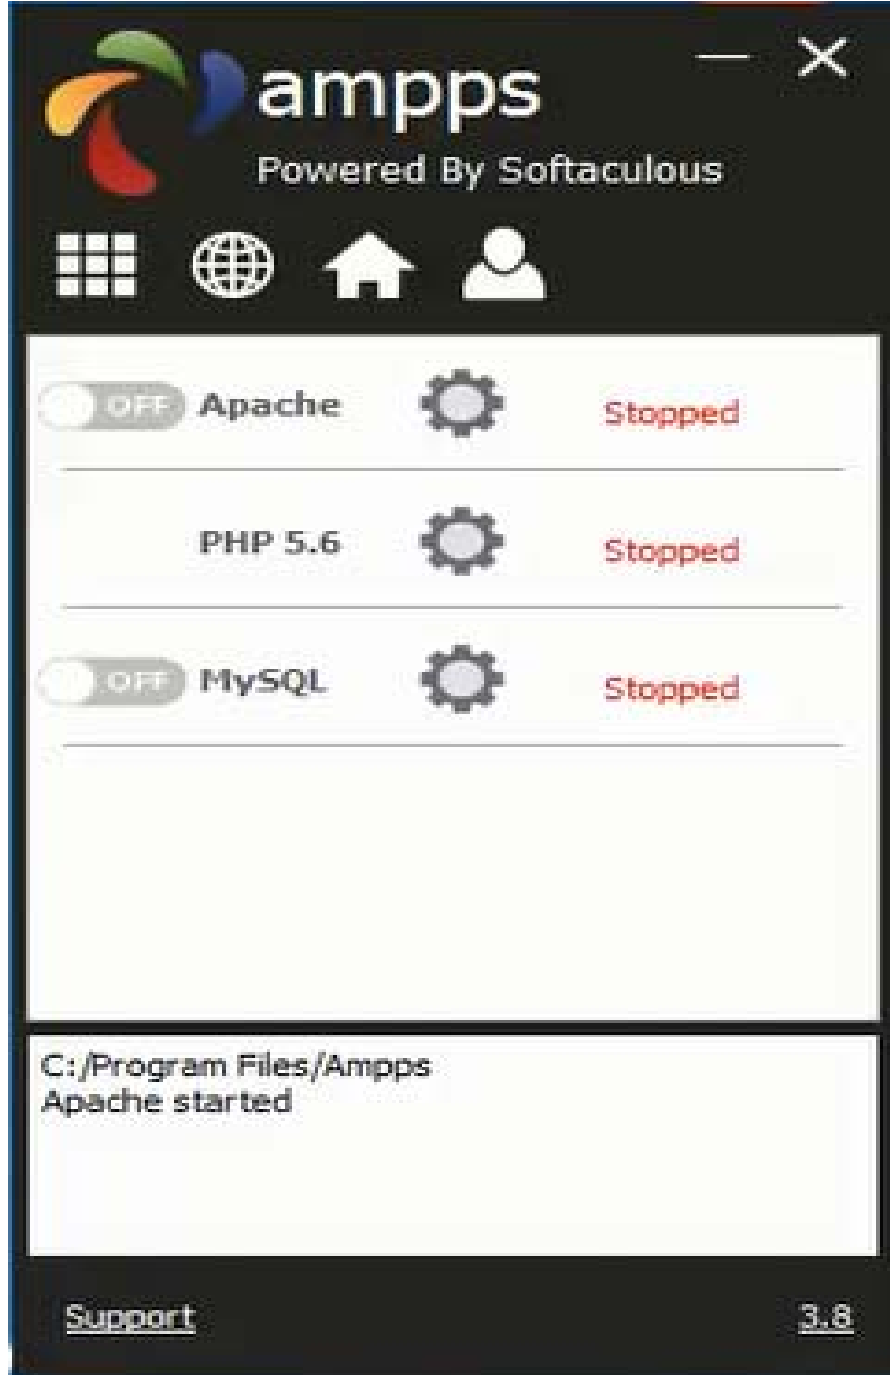 ampps
Powered By Softaculous
OFF Apache Stopped
PHP 5.6 Stopped
OFF MySQL Stopped
C:/Program Files/Ampps
Apache started
Support 3.8